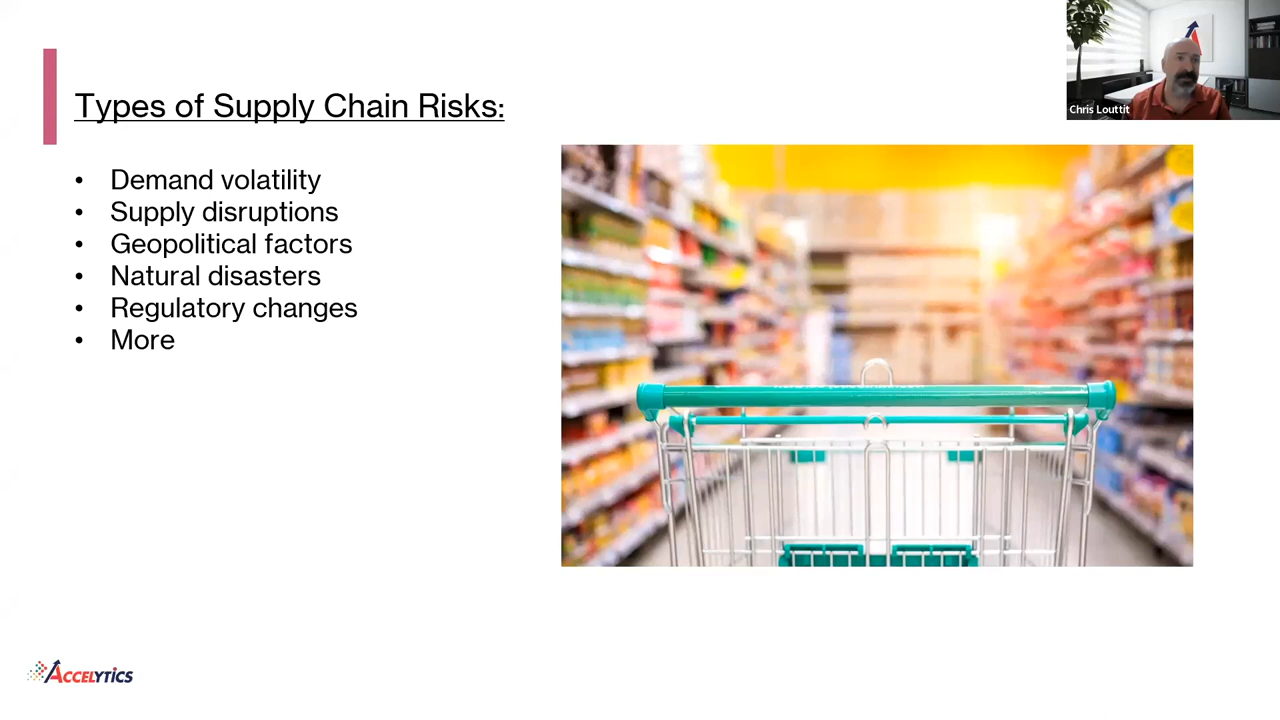 Types of Supply Chain Risks:
• Demand volatility
• Supply disruptions
• Geopolitical factors
• Natural disasters
• Regulatory changes
• More
Chris Louttit
ACCELYTICS